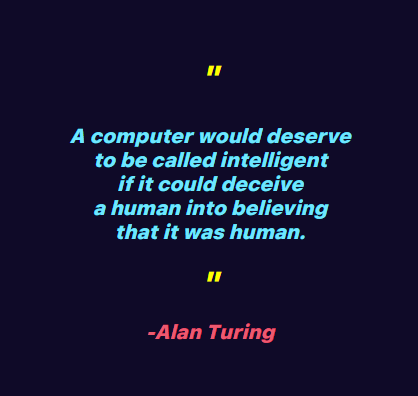 "
A computer would deserve
to be called intelligent
if it could deceive
a human into believing
that it was human.
"
-Alan Turing